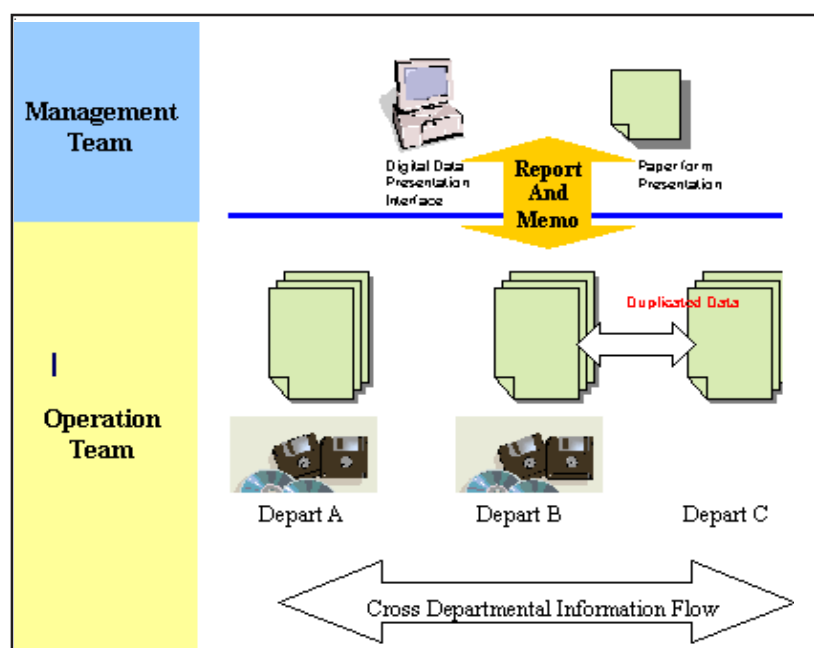 Management
Team
Digital Data
Presentation
Interface
Report
And
Memo
Paper form
Presentation
Duplicated Data
Operation
Team
Depart A
Depart B
Depart C
Cross Departmental Information Flow